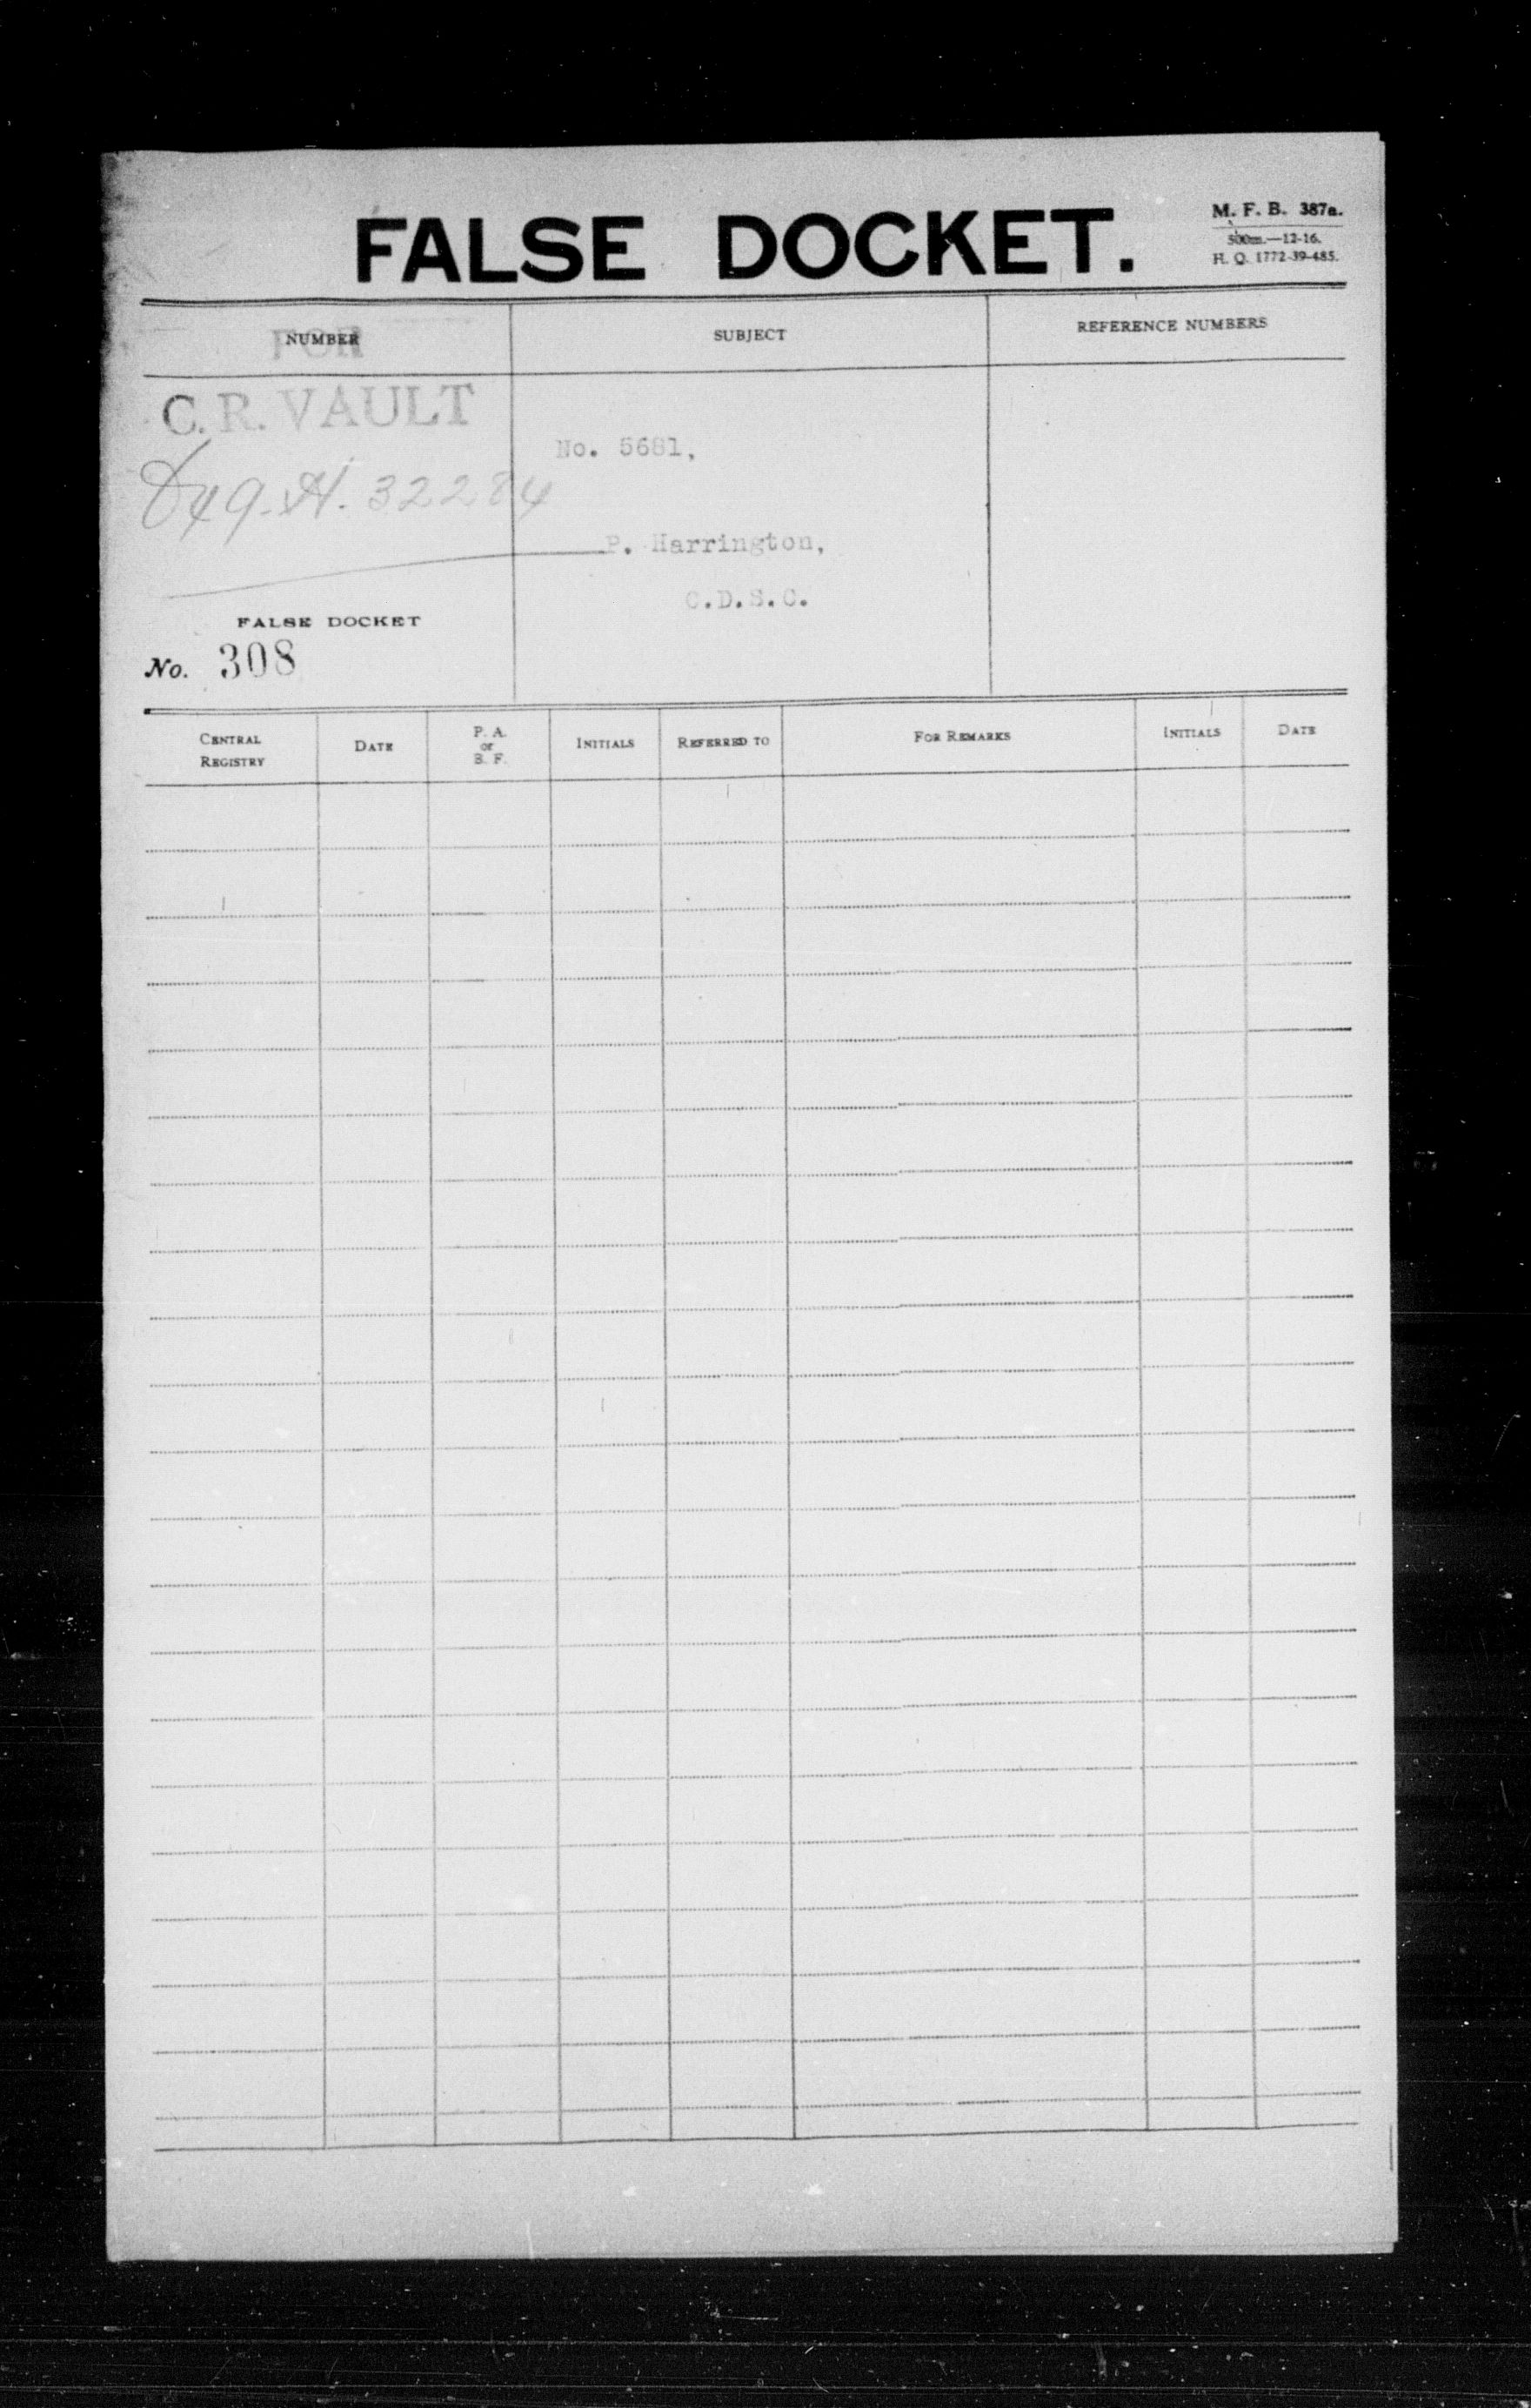 FALSE DOCKET.
M. F. B. 387a.
500m.—12-16.
H. Q. 1772-39-485.
NUMBER
SUBJECT
REFERENCE NUMBERS
FOR
C. R. VAULT
649-H. 32284
No. 5681,
P. Harrington,
C.D.S.C.
FALSE DOCKET
No. 308
CENTRAL REGISTRY
DATE
P. A.
or
B. F.
INITIALS
REFERRED TO
FOR REMARKS
INITIALS
DATE